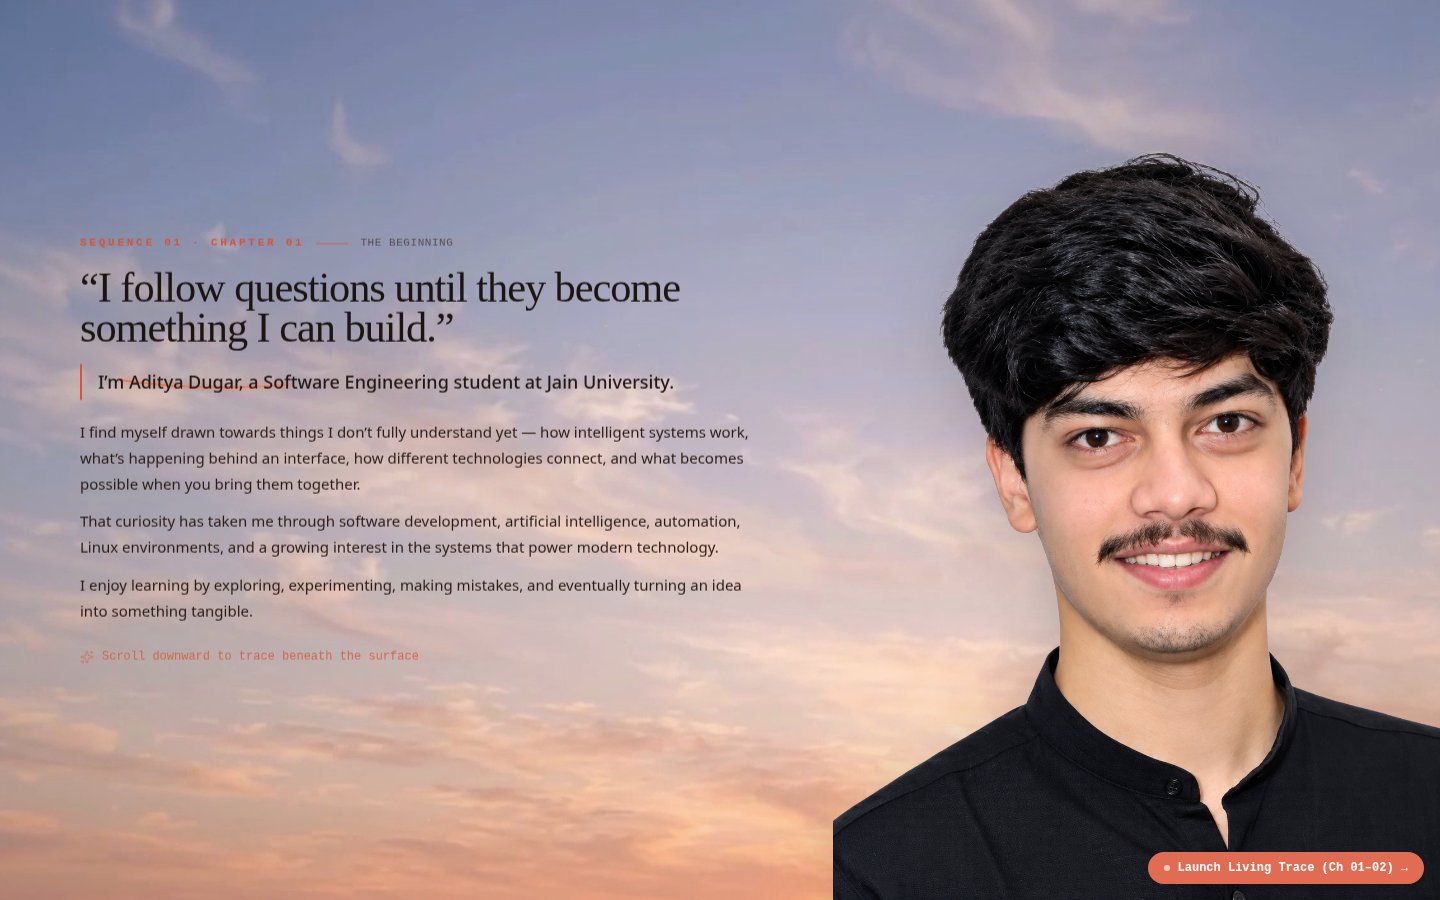 SEQUENCE 01 · CHAPTER 01 THE BEGINNING
“I follow questions until they become
something I can build.”
I’m Aditya Dugar, a Software Engineering student at Jain University.
I find myself drawn towards things I don’t fully understand yet — how intelligent systems work,
what’s happening behind an interface, how different technologies connect, and what becomes
possible when you bring them together.
That curiosity has taken me through software development, artificial intelligence, automation,
Linux environments, and a growing interest in the systems that power modern technology.
I enjoy learning by exploring, experimenting, making mistakes, and eventually turning an idea
into something tangible.
Scroll downward to trace beneath the surface
Launch Living Trace (Ch 01–02) →